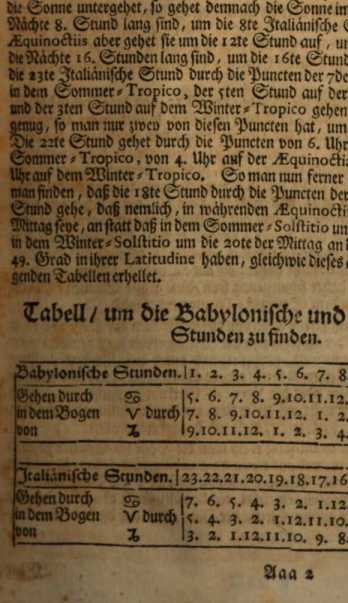 die Sonne untergehet, so gehet demnach die Sonne im
Nächte 8. Stund lang sind, um die 8te Italiänische
Æquinoctiis aber gehet sie um die 12te Stund auf, un
die Nächte 16. Stunden lang sind, um die 16te Stund
die 23te Italiänische Stund durch die Puncten der 7de
in dem Sommer-Tropico, der 5ten Stund auf der
und der 3ten Stund auf dem Winter-Tropico gehen
genug, so man nur zwey von diesen Puncten hat, um
Die 22te Stund gehet durch die Puncten von 6. Uhr
Sommer-Tropico, von 4. Uhr auf der Æquinocti
Uhr auf dem Winter-Tropico. So man nun ferner
man finden, daß die 18te Stund durch die Puncten der
Stund gehe, daß nemlich, in währenden Æquinocti
Mittag seye, an statt daß in dem Sommer-Solstitio un
in dem Winter-Solstitio um die 20te der Mittag an
49. Grad in ihrer Latitudine haben, gleichwie dieses
genden Tabellen erhellet.
Tabell / um die Babylonische und
Stunden zu finden.
Babylonische Stunden. 1. 2. 3. 4. 5. 6. 7. 8
Gehen durch ♋ 5. 6. 7. 8. 9.10.11.12.
in dem Bogen ♈ durch 7. 8. 9.10.11.12. 1. 2.
von ♑ 9.10.11.12. 1. 2. 3. 4.
Italiänische Stunden. 23.22.21.20.19.18.17.16
Gehen durch ♋ 7. 6. 5. 4. 3. 2. 1.12
in dem Bogen ♈ durch 5. 4. 3. 2. 1.12.11.10.
von ♑ 3. 2. 1.12.11.10. 9. 8.
Aaa 2